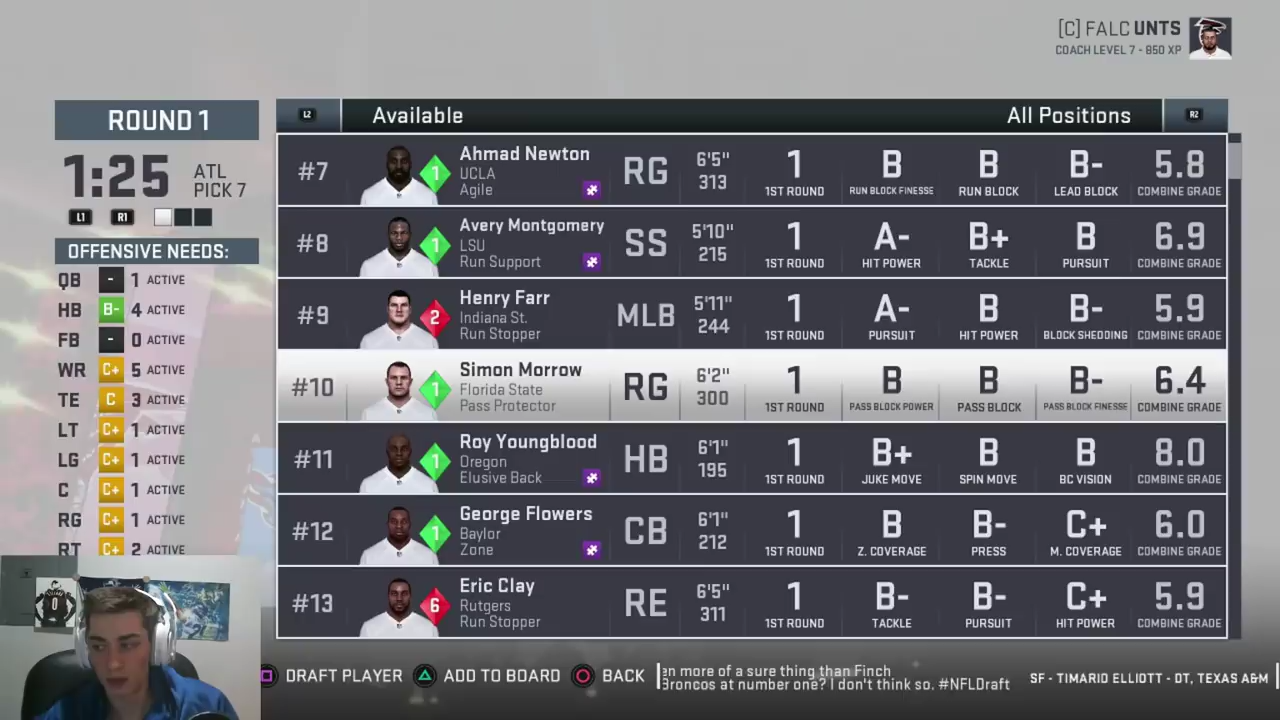 [C] FALC UNTS
COACH LEVEL 7 - 850 XP
ROUND 1
1:25
ATL
PICK 7
L1 R1
OFFENSIVE NEEDS:
QB - 1 ACTIVE
HB B- 4 ACTIVE
FB - 0 ACTIVE
WR C+ 5 ACTIVE
TE C 3 ACTIVE
LT C+ 1 ACTIVE
LG C+ 1 ACTIVE
C C+ 1 ACTIVE
RG C+ 1 ACTIVE
RT C+ 2 ACTIVE
0
L2 Available All Positions R2
#7 1 Ahmad Newton
UCLA
Agile
RG 6'5" 313
1 1ST ROUND
B RUN BLOCK FINESSE
B RUN BLOCK
B- LEAD BLOCK
5.8 COMBINE GRADE
#8 1 Avery Montgomery
LSU
Run Support
SS 5'10" 215
1 1ST ROUND
A- HIT POWER
B+ TACKLE
B PURSUIT
6.9 COMBINE GRADE
#9 2 Henry Farr
Indiana St.
Run Stopper
MLB 5'11" 244
1 1ST ROUND
A- PURSUIT
B HIT POWER
B- BLOCK SHEDDING
5.9 COMBINE GRADE
#10 1 Simon Morrow
Florida State
Pass Protector
RG 6'2" 300
1 1ST ROUND
B PASS BLOCK POWER
B PASS BLOCK
B- PASS BLOCK FINESSE
6.4 COMBINE GRADE
#11 1 Roy Youngblood
Oregon
Elusive Back
HB 6'1" 195
1 1ST ROUND
B+ JUKE MOVE
B SPIN MOVE
B BC VISION
8.0 COMBINE GRADE
#12 1 George Flowers
Baylor
Zone
CB 6'1" 212
1 1ST ROUND
B Z. COVERAGE
B- PRESS
C+ M. COVERAGE
6.0 COMBINE GRADE
#13 6 Eric Clay
Rutgers
Run Stopper
RE 6'5" 311
1 1ST ROUND
B- TACKLE
B- PURSUIT
C+ HIT POWER
5.9 COMBINE GRADE
DRAFT PLAYER ADD TO BOARD BACK
en more of a sure thing than Finch
Broncos at number one? I don't think so. #NFLDraft
SF - TIMARID ELLIOTT - DT, TEXAS A&M